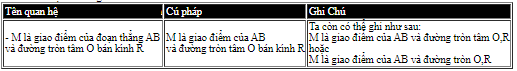 Tên quan hệ
Cú pháp
Ghi Chú
- M là giao điểm của đoạn thẳng AB
và đường tròn tâm O bán kính R
M là giao điểm của AB
và đường tròn tâm O bán kính R
Ta còn có thể ghi như sau:
M là giao điểm của AB và đường tròn tâm O,R
hoặc
M là giao điểm của AB và đường tròn O,R